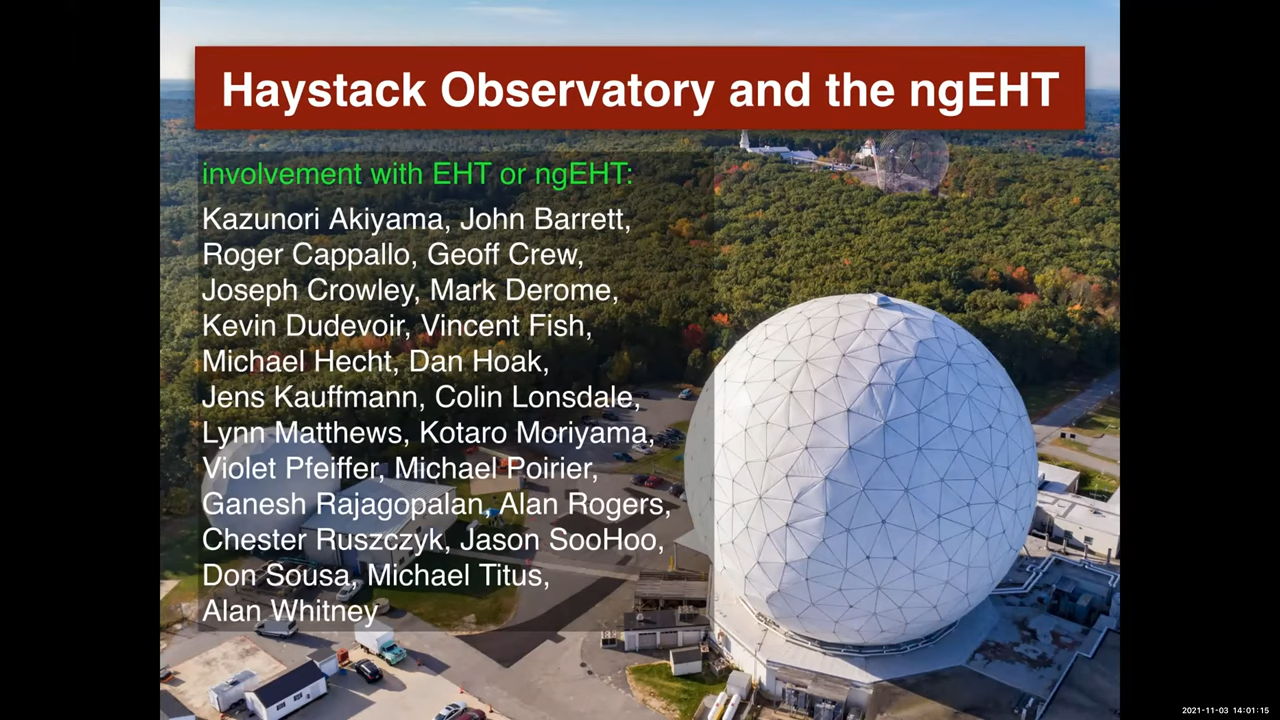 Haystack Observatory and the ngEHT
involvement with EHT or ngEHT:
Kazunori Akiyama, John Barrett,
Roger Cappallo, Geoff Crew,
Joseph Crowley, Mark Derome,
Kevin Dudevoir, Vincent Fish,
Michael Hecht, Dan Hoak,
Jens Kauffmann, Colin Lonsdale,
Lynn Matthews, Kotaro Moriyama,
Violet Pfeiffer, Michael Poirier,
Ganesh Rajagopalan, Alan Rogers,
Chester Ruszczyk, Jason SooHoo,
Don Sousa, Michael Titus,
Alan Whitney
2021-11-03 14:01:15